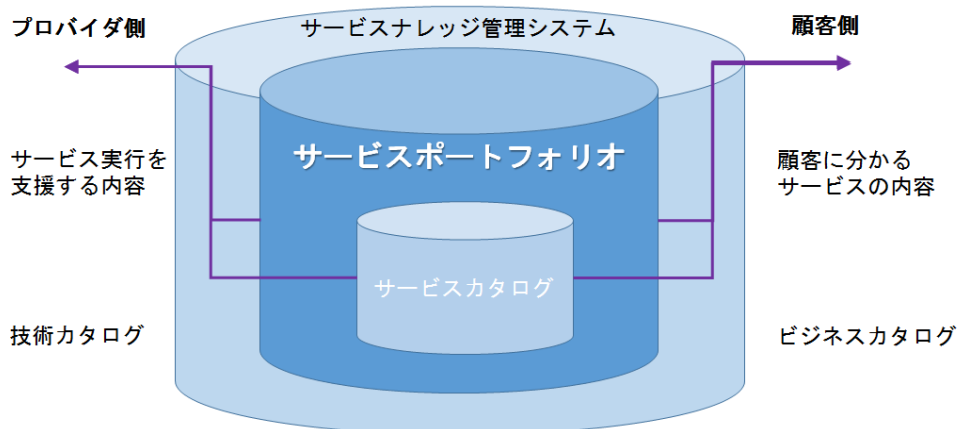 プロバイダ側
サービスナレッジ管理システム
顧客側
サービス実行を
支援する内容
サービスポートフォリオ
顧客に分かる
サービスの内容
サービスカタログ
技術カタログ
ビジネスカタログ